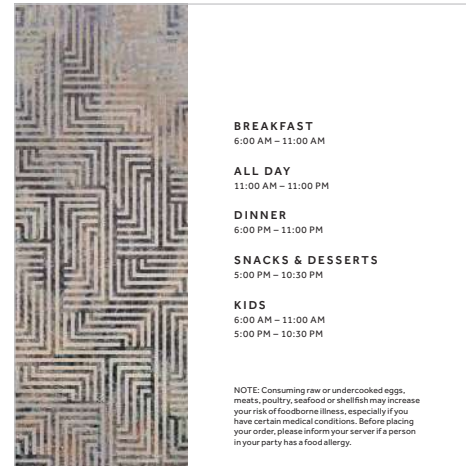 BREAKFAST
6:00 AM – 11:00 AM
ALL DAY
11:00 AM – 11:00 PM
DINNER
6:00 PM – 11:00 PM
SNACKS & DESSERTS
5:00 PM – 10:30 PM
KIDS
6:00 AM – 11:00 AM
5:00 PM – 10:30 PM
NOTE: Consuming raw or undercooked eggs,
meats, poultry, seafood or shellfish may increase
your risk of foodborne illness, especially if you
have certain medical conditions. Before placing
your order, please inform your server if a person
in your party has a food allergy.